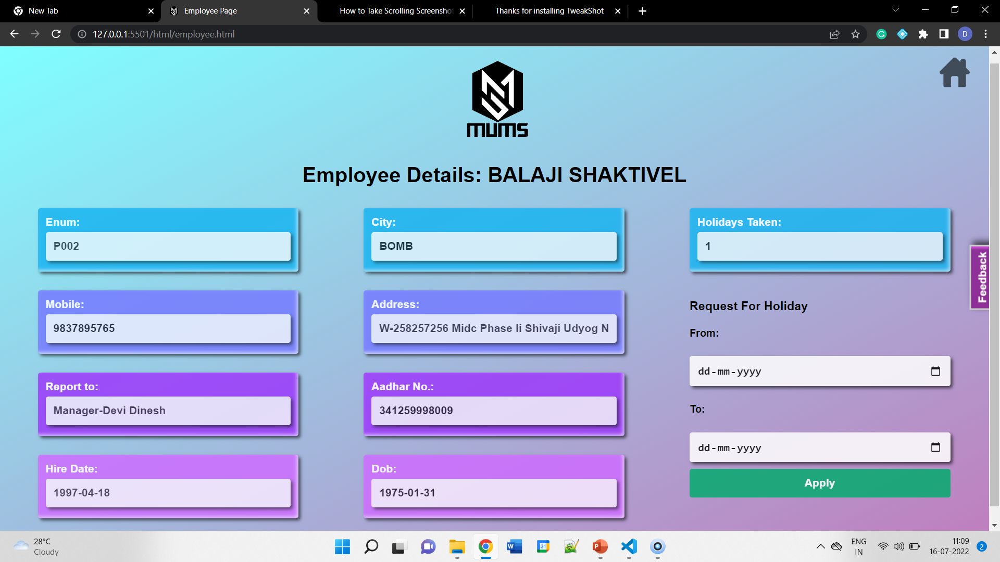 New Tab
Employee Page
How to Take Scrolling Screensho
Thanks for installing TweakShot
127.0.0.1:5501/html/employee.html
D
MUMS
Employee Details: BALAJI SHAKTIVEL
Enum:
P002
City:
BOMB
Holidays Taken:
1
Mobile:
9837895765
Address:
W-258257256 Midc Phase Ii Shivaji Udyog N
Request For Holiday
From:
dd-mm-yyyy
Report to:
Manager-Devi Dinesh
Aadhar No.:
341259998009
To:
dd-mm-yyyy
Hire Date:
1997-04-18
Dob:
1975-01-31
Apply
Feedback
28°C
Cloudy
W
31
P
ENG
IN
11:09
16-07-2022
2